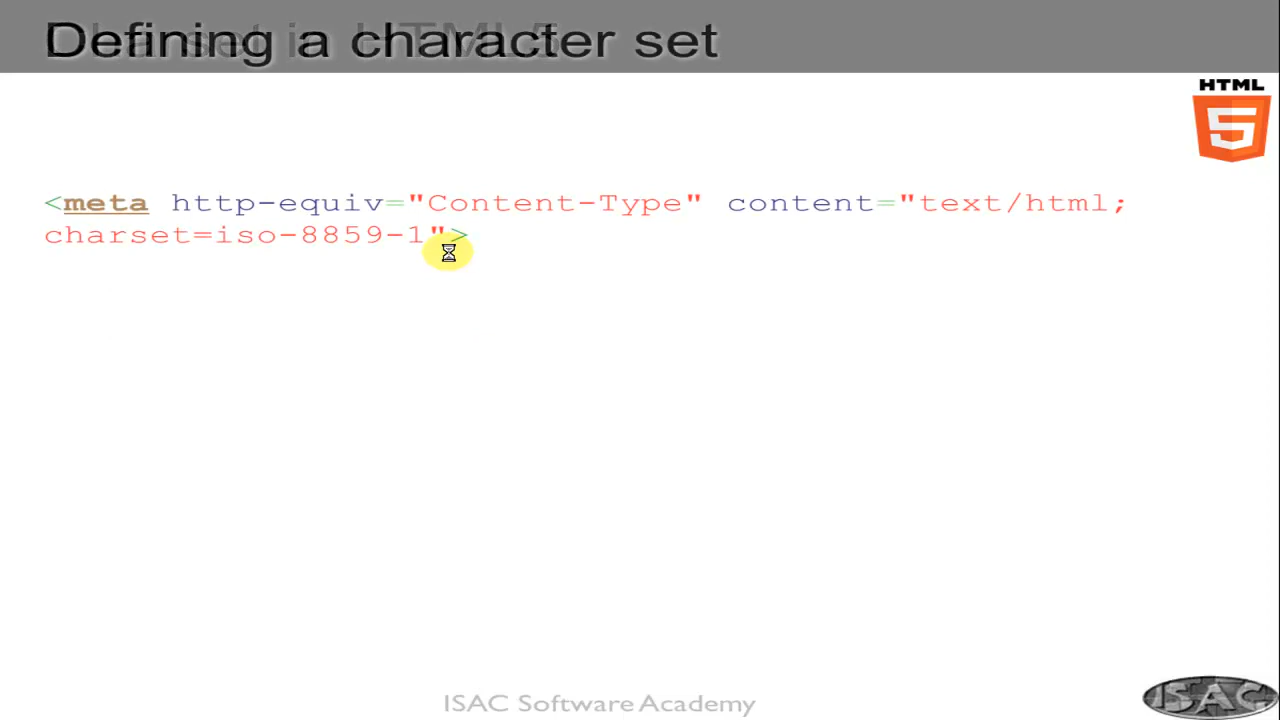 Defining a character set
HTML
5
<meta http-equiv="Content-Type" content="text/html;
charset=iso-8859-1">
ISAC Software Academy
ISAC